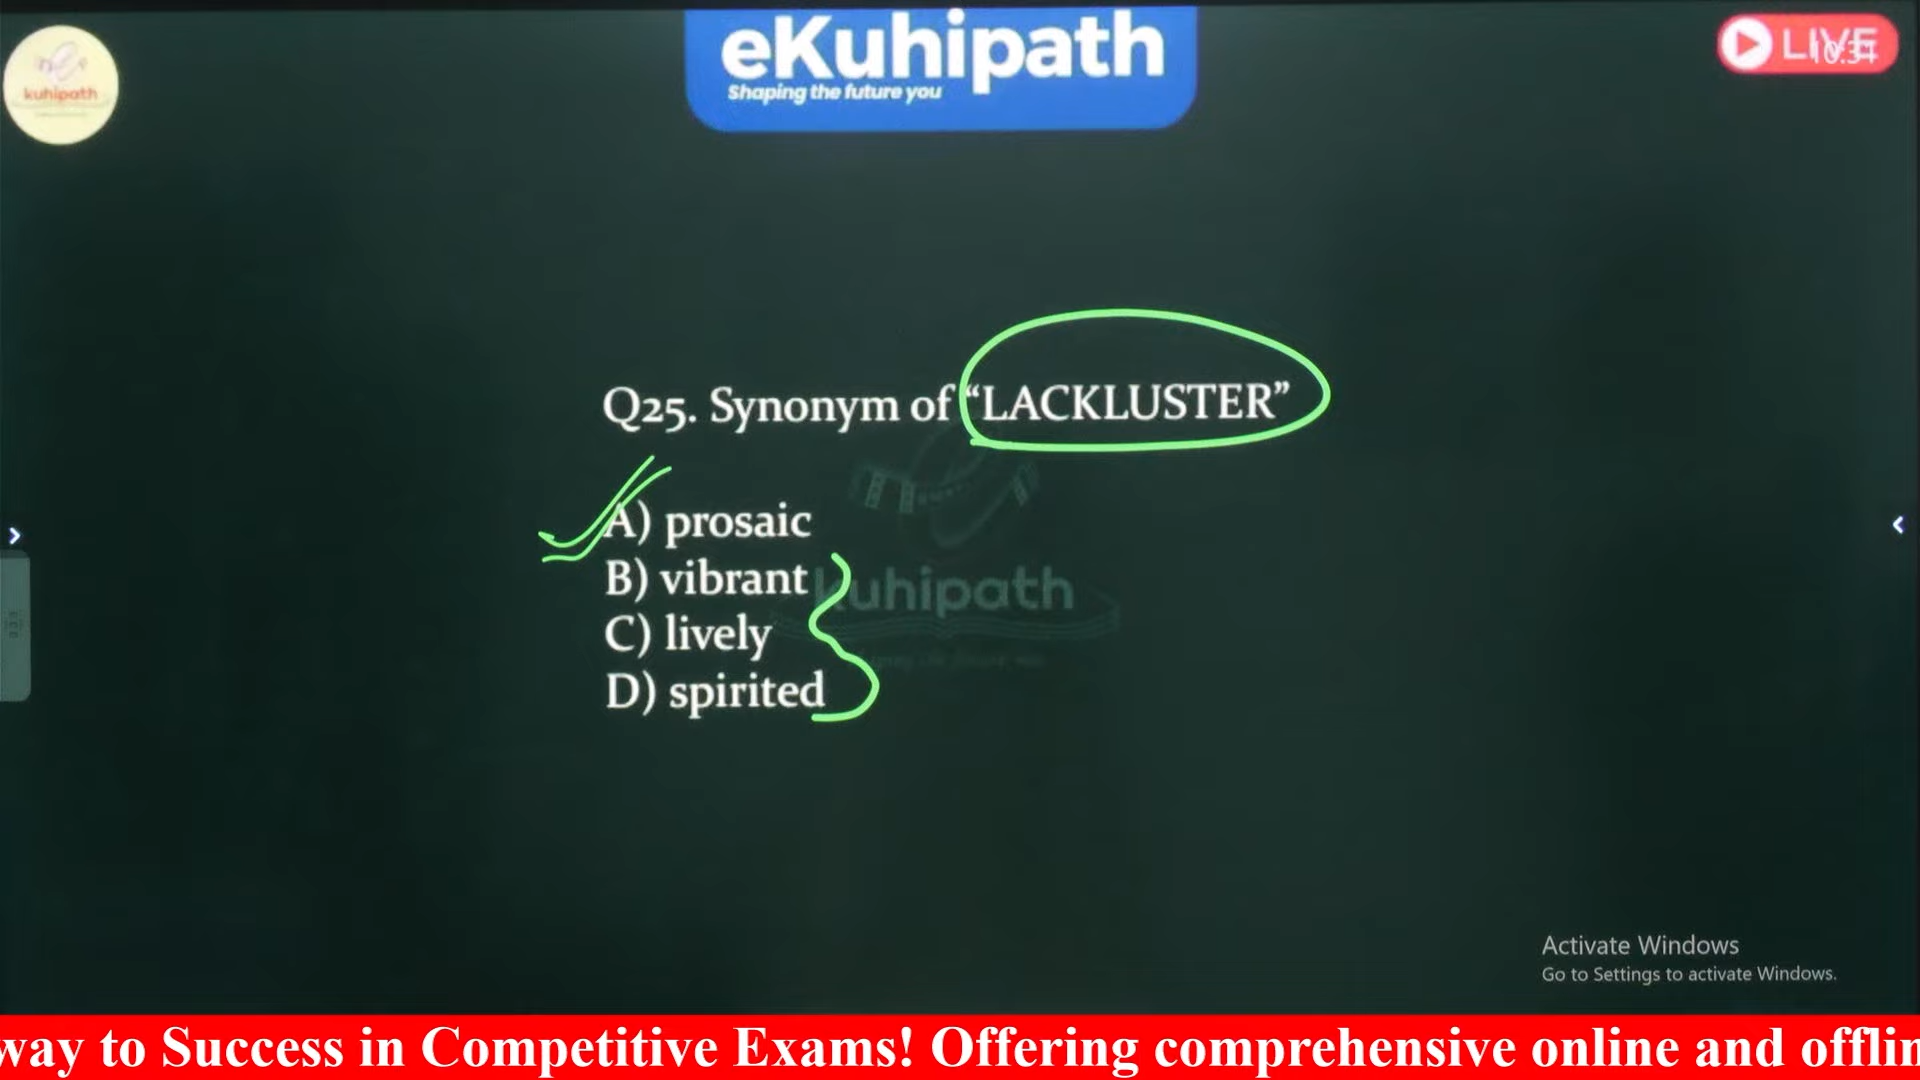 eKuhipath
Shaping the future you
kuhipath
LIVE
Q25. Synonym of “LACKLUSTER”
A) prosaic
B) vibrant
C) lively
D) spirited
kuhipath
Activate Windows
Go to Settings to activate Windows.
way to Success in Competitive Exams! Offering comprehensive online and offlin